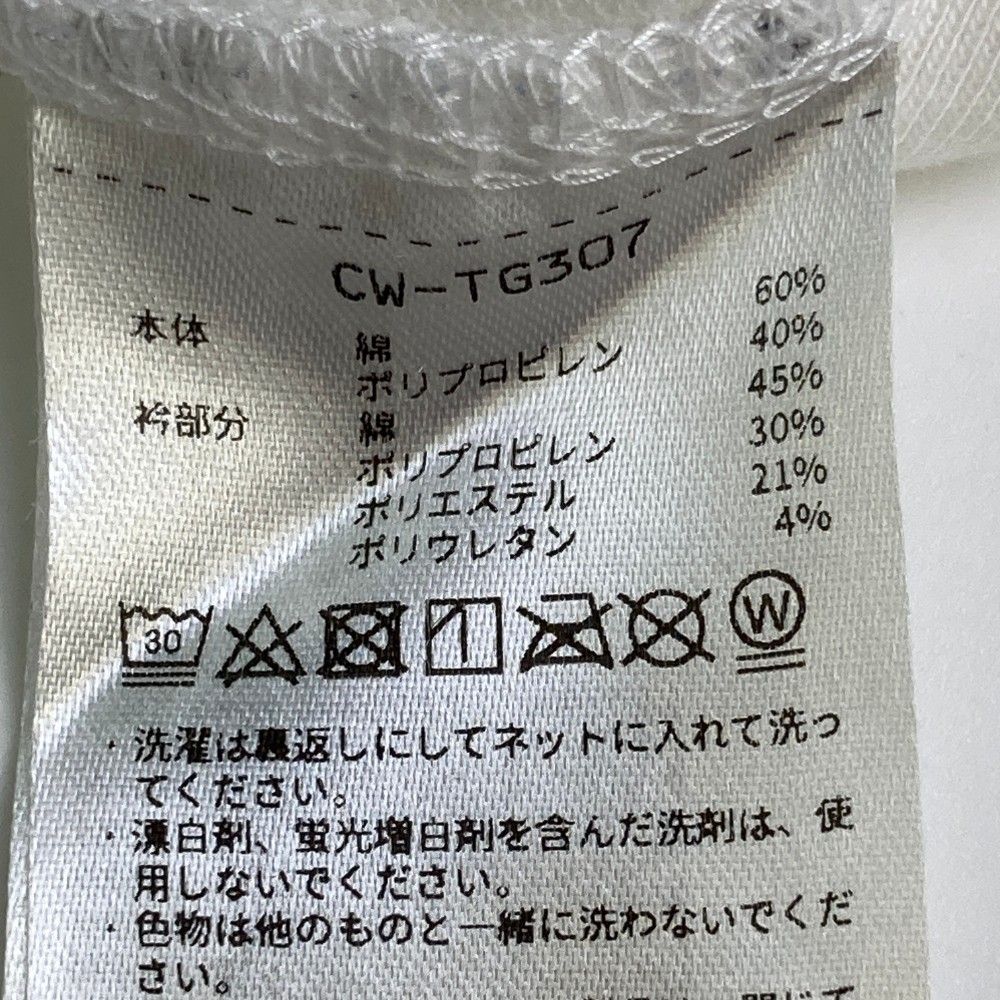 CW-TG307
本体 綿 60%
ポリプロピレン 40%
衿部分 綿 45%
ポリプロピレン 30%
ポリエステル 21%
ポリウレタン 4%
30 W
・洗濯は裏返しにしてネットに入れて洗っ
てください。
・漂白剤、蛍光増白剤を含んだ洗剤は、使
用しないでください。
・色物は他のものと一緒に洗わないでくだ
さい。